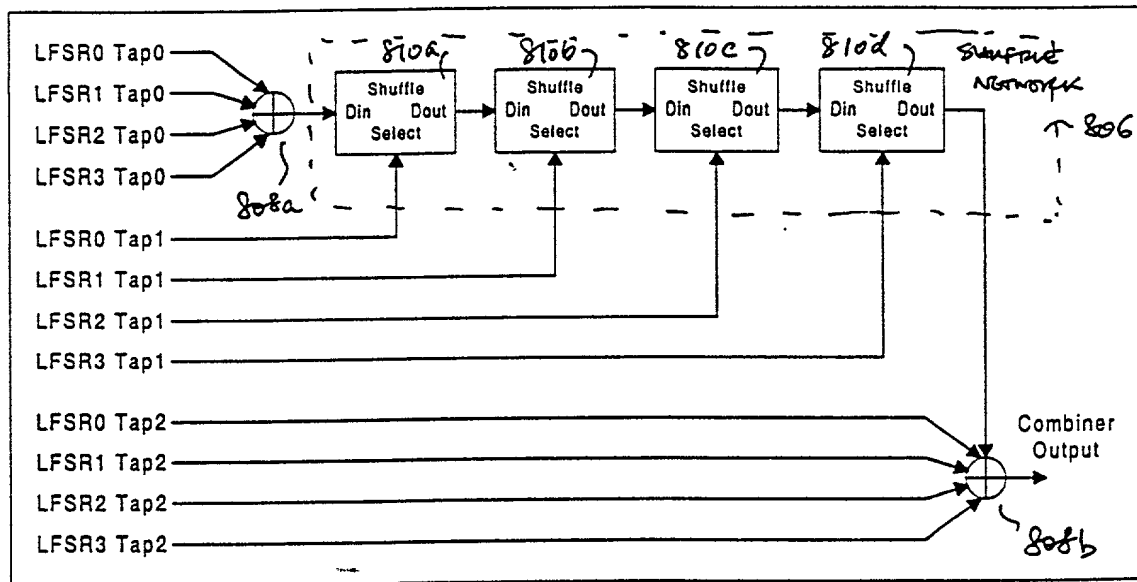 810a 810b 810c 810d SHUFFLE
NETWORK
806
LFSR0 Tap0
LFSR1 Tap0
LFSR2 Tap0
LFSR3 Tap0
808a
Shuffle
Din Dout
Select
Shuffle
Din Dout
Select
Shuffle
Din Dout
Select
Shuffle
Din Dout
Select
LFSR0 Tap1
LFSR1 Tap1
LFSR2 Tap1
LFSR3 Tap1
LFSR0 Tap2
LFSR1 Tap2
LFSR2 Tap2
LFSR3 Tap2
Combiner
Output
808b